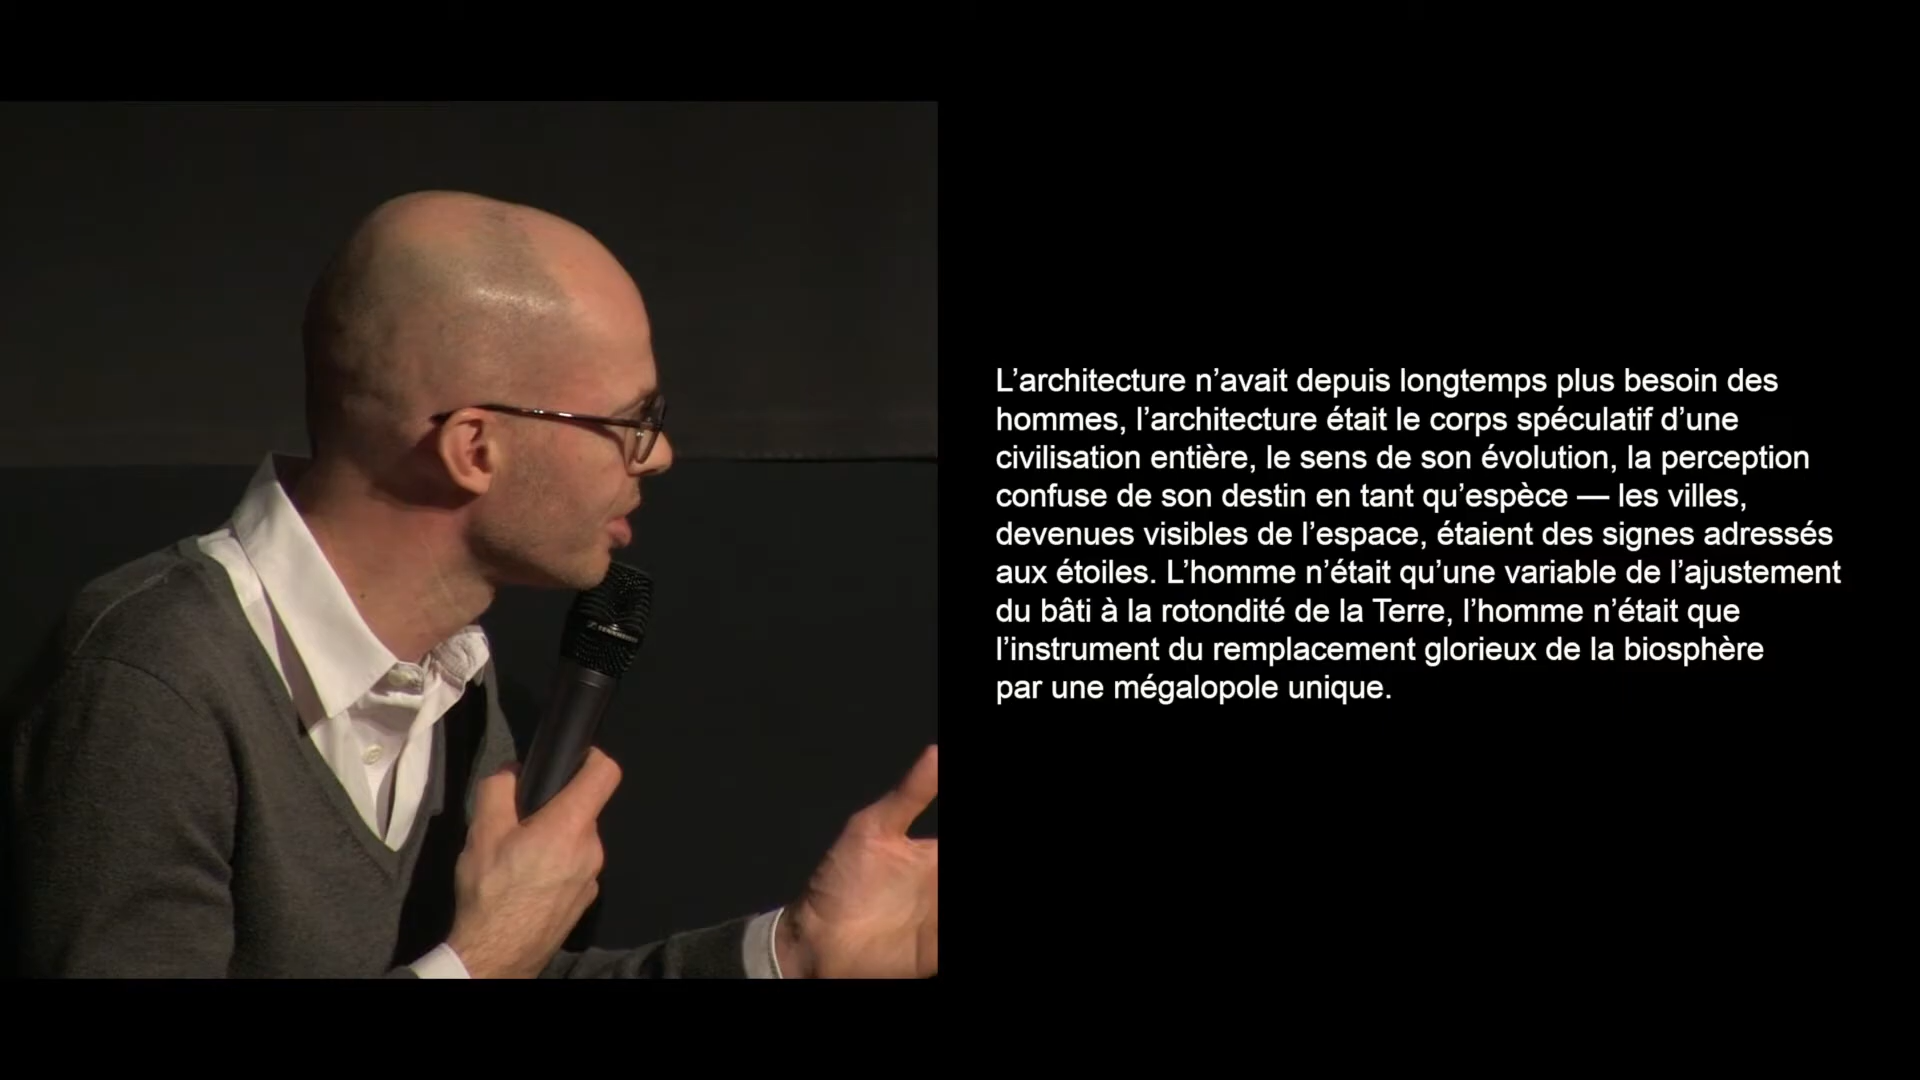 L’architecture n’avait depuis longtemps plus besoin des
hommes, l’architecture était le corps spéculatif d’une
civilisation entière, le sens de son évolution, la perception
confuse de son destin en tant qu’espèce — les villes,
devenues visibles de l’espace, étaient des signes adressés
aux étoiles. L’homme n’était qu’une variable de l’ajustement
du bâti à la rotondité de la Terre, l’homme n’était que
l’instrument du remplacement glorieux de la biosphère
par une mégalopole unique.